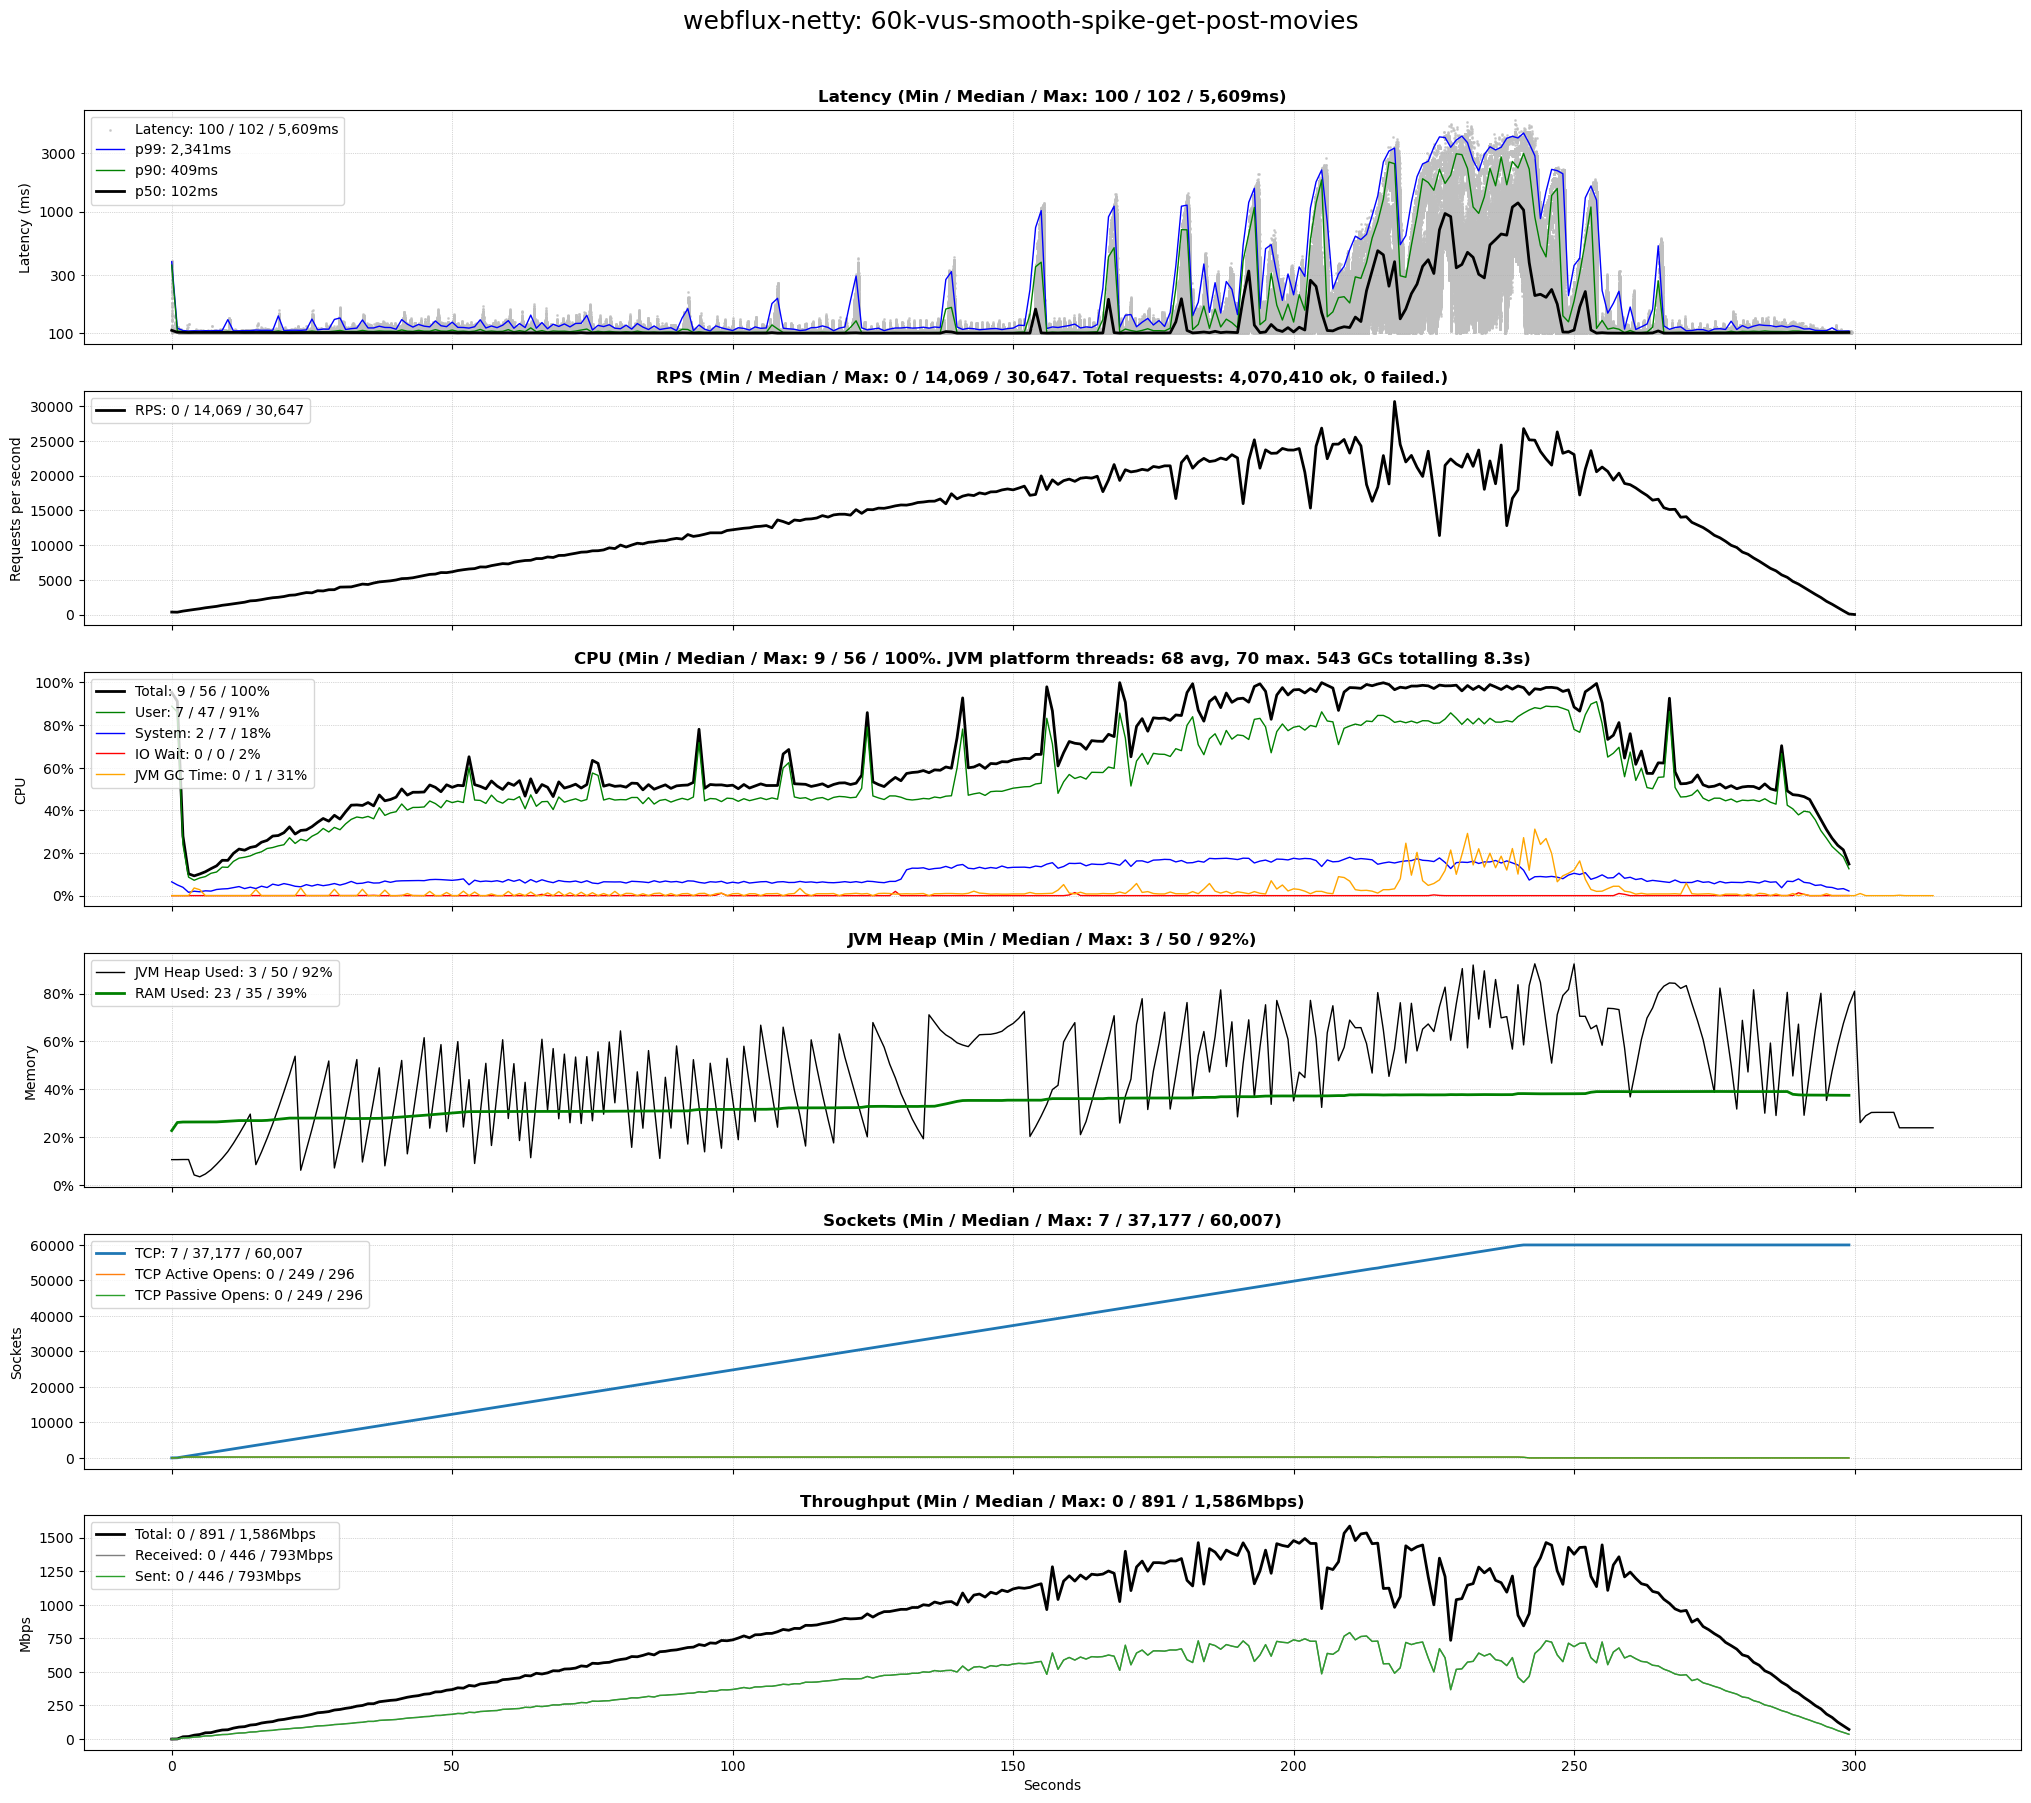 webflux-netty: 60k-vus-smooth-spike-get-post-movies
Latency (Min / Median / Max: 100 / 102 / 5,609ms)
Latency: 100 / 102 / 5,609ms
p99: 2,341ms
p90: 409ms
p50: 102ms
Latency (ms)
3000
1000
300
100
RPS (Min / Median / Max: 0 / 14,069 / 30,647. Total requests: 4,070,410 ok, 0 failed.)
RPS: 0 / 14,069 / 30,647
Requests per second
30000
25000
20000
15000
10000
5000
0
CPU (Min / Median / Max: 9 / 56 / 100%. JVM platform threads: 68 avg, 70 max. 543 GCs totalling 8.3s)
Total: 9 / 56 / 100%
User: 7 / 47 / 91%
System: 2 / 7 / 18%
IO Wait: 0 / 0 / 2%
JVM GC Time: 0 / 1 / 31%
CPU
100%
80%
60%
40%
20%
0%
JVM Heap (Min / Median / Max: 3 / 50 / 92%)
JVM Heap Used: 3 / 50 / 92%
RAM Used: 23 / 35 / 39%
Memory
80%
60%
40%
20%
0%
Sockets (Min / Median / Max: 7 / 37,177 / 60,007)
TCP: 7 / 37,177 / 60,007
TCP Active Opens: 0 / 249 / 296
TCP Passive Opens: 0 / 249 / 296
Sockets
60000
50000
40000
30000
20000
10000
0
Throughput (Min / Median / Max: 0 / 891 / 1,586Mbps)
Total: 0 / 891 / 1,586Mbps
Received: 0 / 446 / 793Mbps
Sent: 0 / 446 / 793Mbps
Mbps
1500
1250
1000
750
500
250
0
0 50 100 150 200 250 300
Seconds